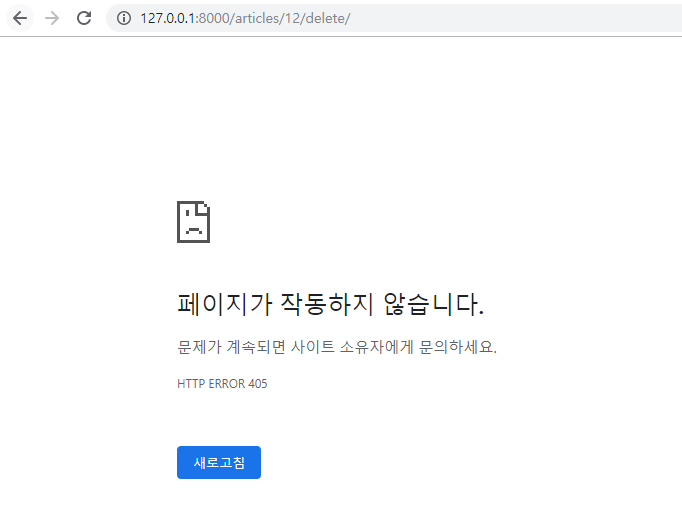 127.0.0.1:8000/articles/12/delete/
페이지가 작동하지 않습니다.
문제가 계속되면 사이트 소유자에게 문의하세요.
HTTP ERROR 405
새로고침